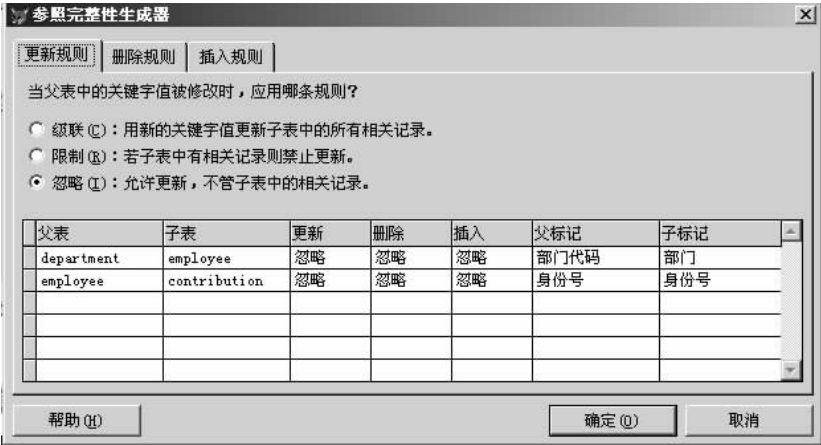 参照完整性生成器
更新规则 删除规则 插入规则
当父表中的关键字值被修改时，应用哪条规则？
级联(C)：用新的关键字值更新子表中的所有相关记录。
限制(R)：若子表中有相关记录则禁止更新。
忽略(I)：允许更新，不管子表中的相关记录。
父表 子表 更新 删除 插入 父标记 子标记
department employee 忽略 忽略 忽略 部门代码 部门
employee contribution 忽略 忽略 忽略 身份号 身份号
帮助(H) 确定(O) 取消